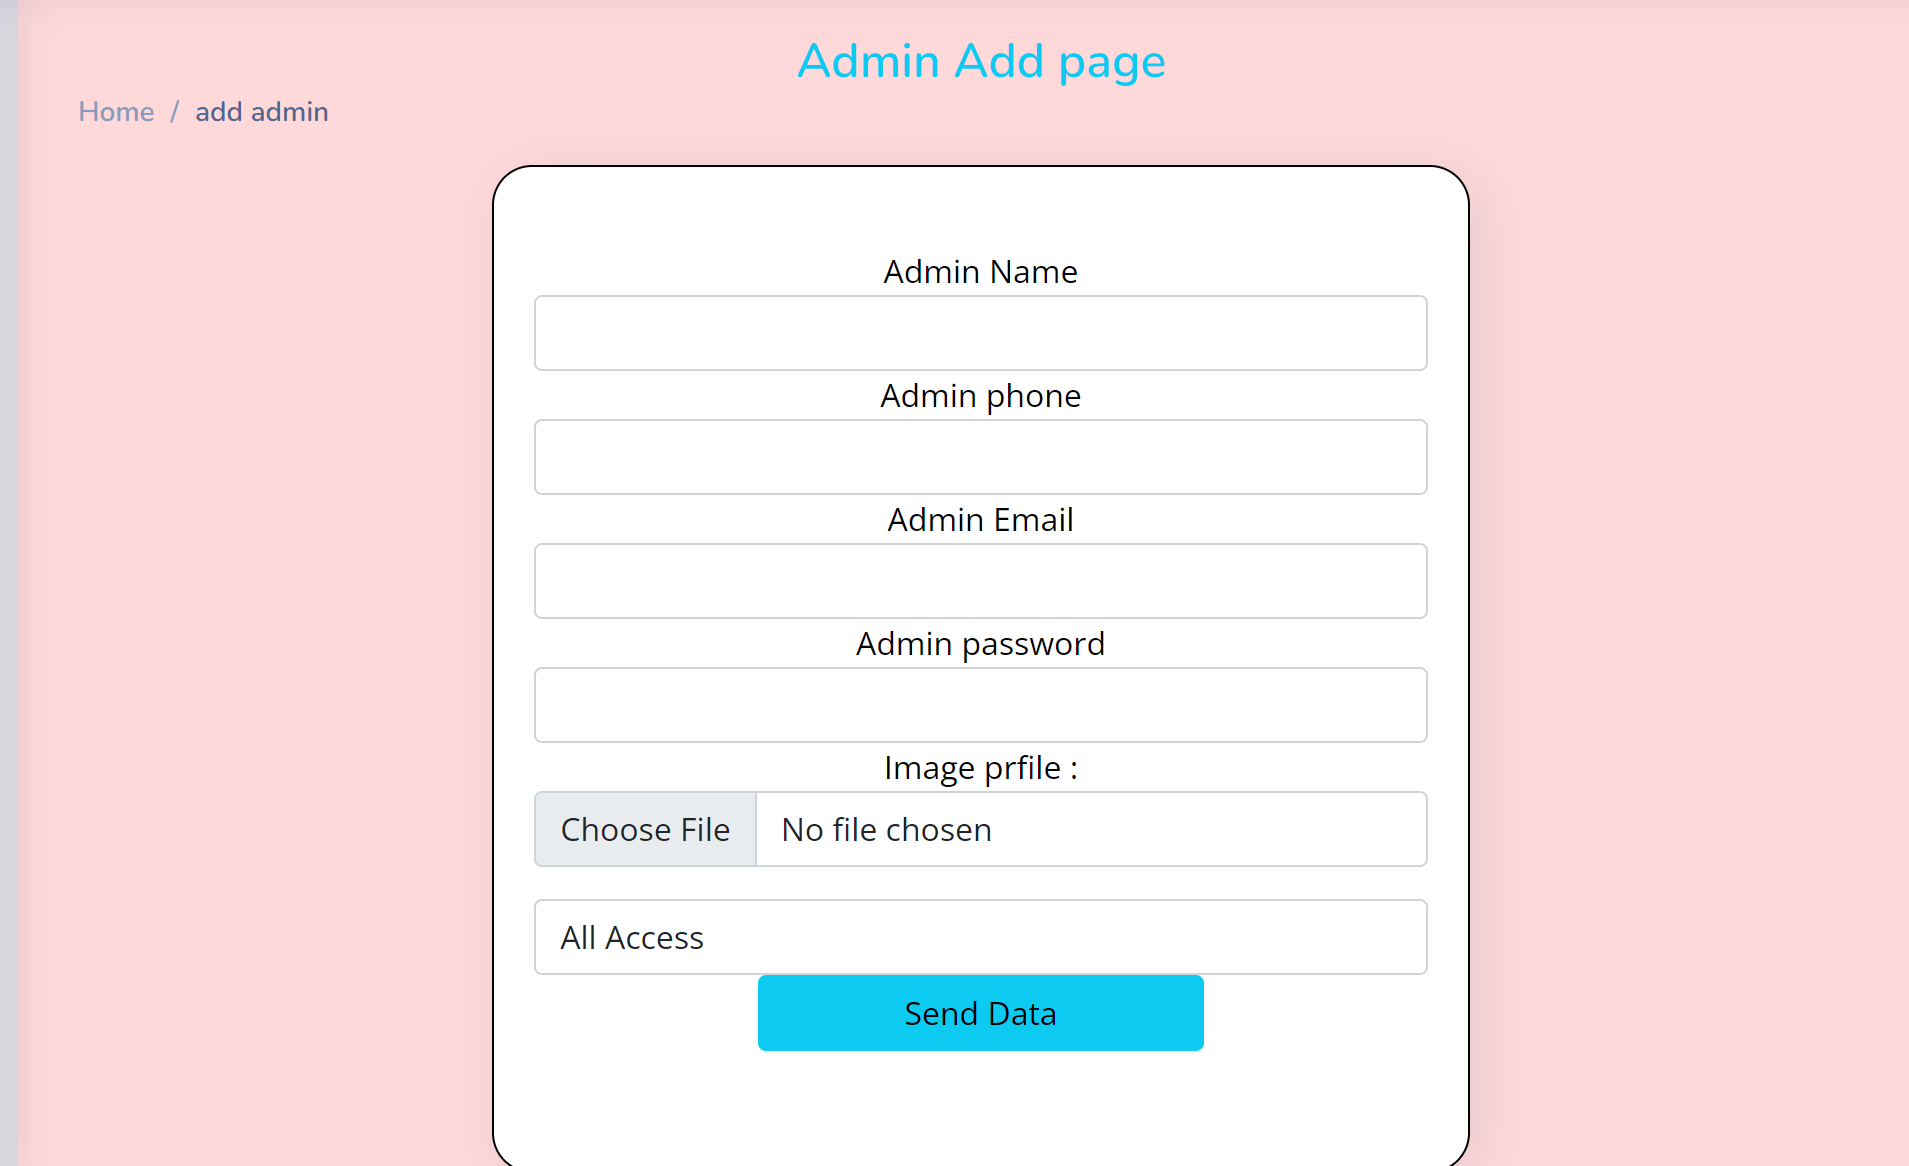 Admin Add page
Home / add admin
Admin Name
Admin phone
Admin Email
Admin password
Image prfile :
Choose File No file chosen
All Access
Send Data